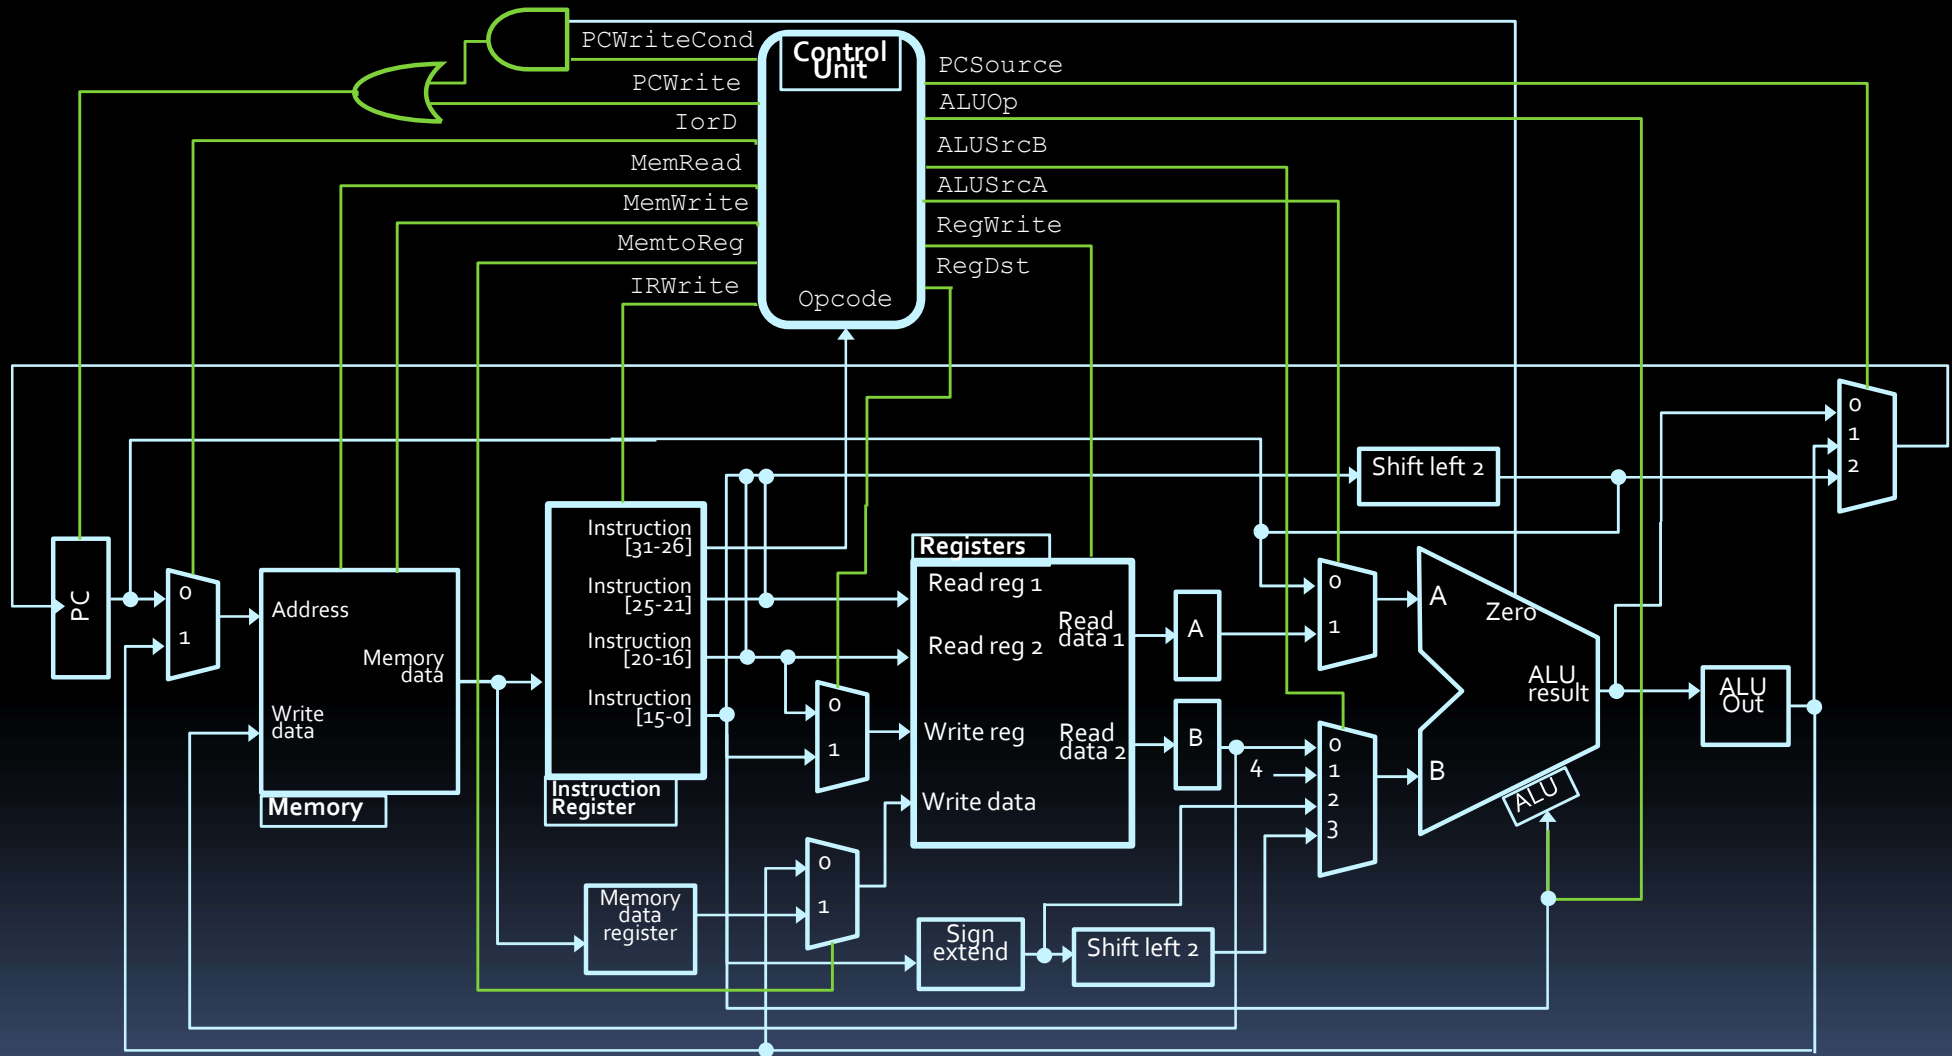 PCWriteCond
PCWrite
IorD
MemRead
MemWrite
MemtoReg
IRWrite
Control
Unit
Opcode
PCSource
ALUOp
ALUSrcB
ALUSrcA
RegWrite
RegDst
PC
0
1
Address
Memory
data
Write
data
Memory
Instruction
[31-26]
Instruction
[25-21]
Instruction
[20-16]
Instruction
[15-0]
Instruction
Register
0
1
Memory
data
register
0
1
Registers
Read reg 1
Read reg 2
Write reg
Write data
Read
data 1
Read
data 2
Sign
extend
Shift left 2
A
B
4
0
1
0
1
2
3
Shift left 2
A
B
Zero
ALU
result
ALU
ALU
Out
0
1
2